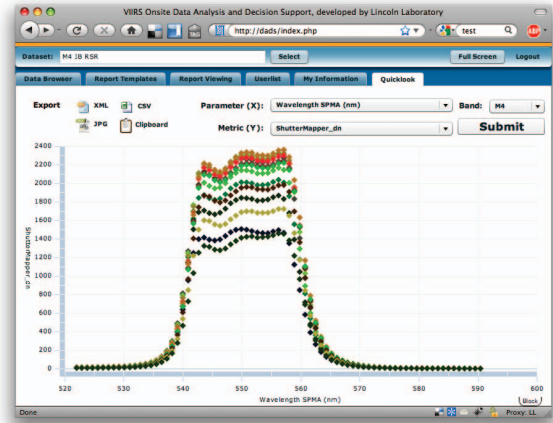 VIIRS Onsite Data Analysis and Decision Support, developed by Lincoln Laboratory
http://dads/index.php
test
ABP
Dataset: M4 IB RSR
Select
Full Screen
Logout
Data Browser
Report Templates
Report Viewing
Userlist
My Information
Quicklook
Export
XML
CSV
Parameter (X): Wavelength SPMA (nm)
Band: M4
JPG
Clipboard
Metric (Y): ShutterMapper_dn
Submit
2400
2200
2000
1800
1600
1400
1200
1000
800
600
400
200
0
ShutterMapper_dn
520 530 540 550 560 570 580 590 600
Wavelength SPMA (nm)
(Block)
Done
Proxy: LL